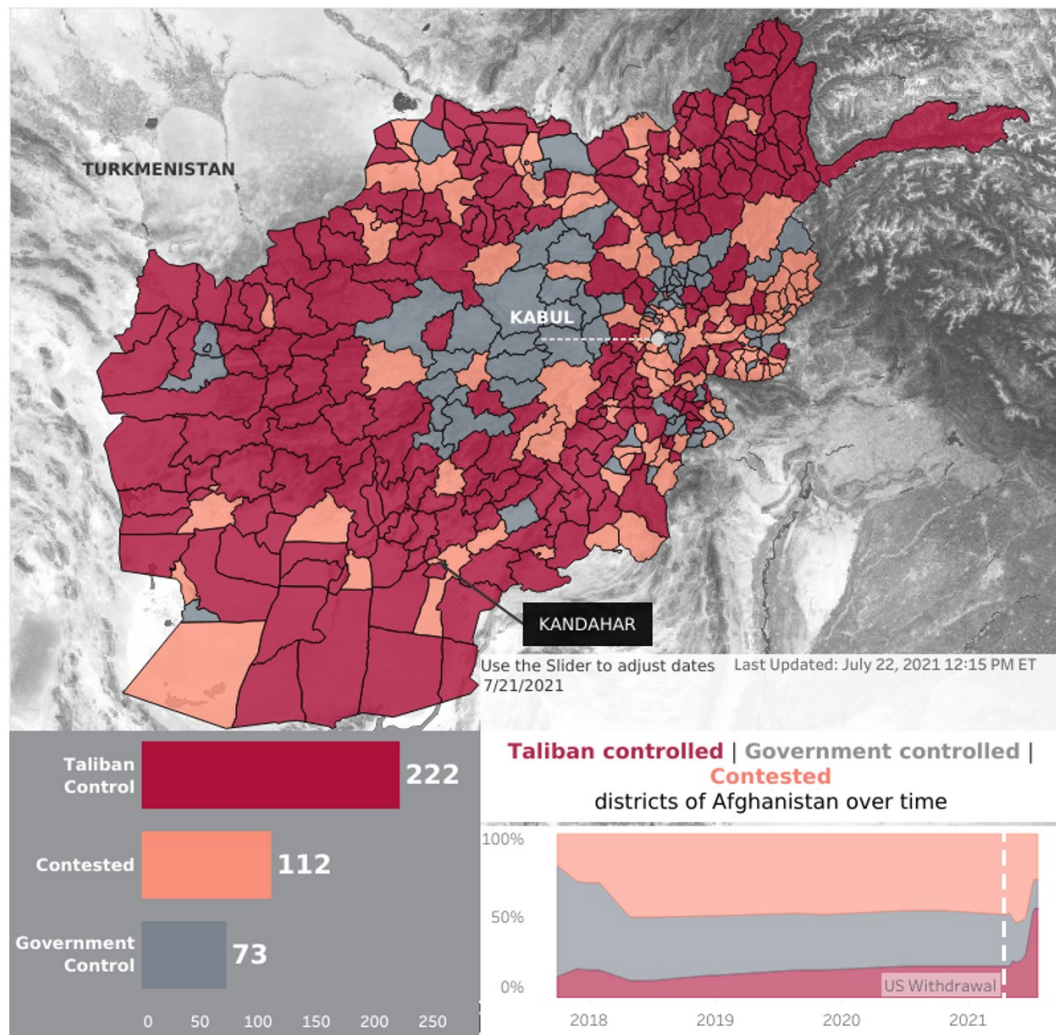 TURKMENISTAN
KABUL
KANDAHAR
Use the Slider to adjust dates
7/21/2021
Last Updated: July 22, 2021 12:15 PM ET
Taliban
Control
222
Contested
112
Government
Control
73
0 50 100 150 200 250
Taliban controlled | Government controlled |
Contested
districts of Afghanistan over time
100%
50%
0%
US Withdrawal
2018 2019 2020 2021